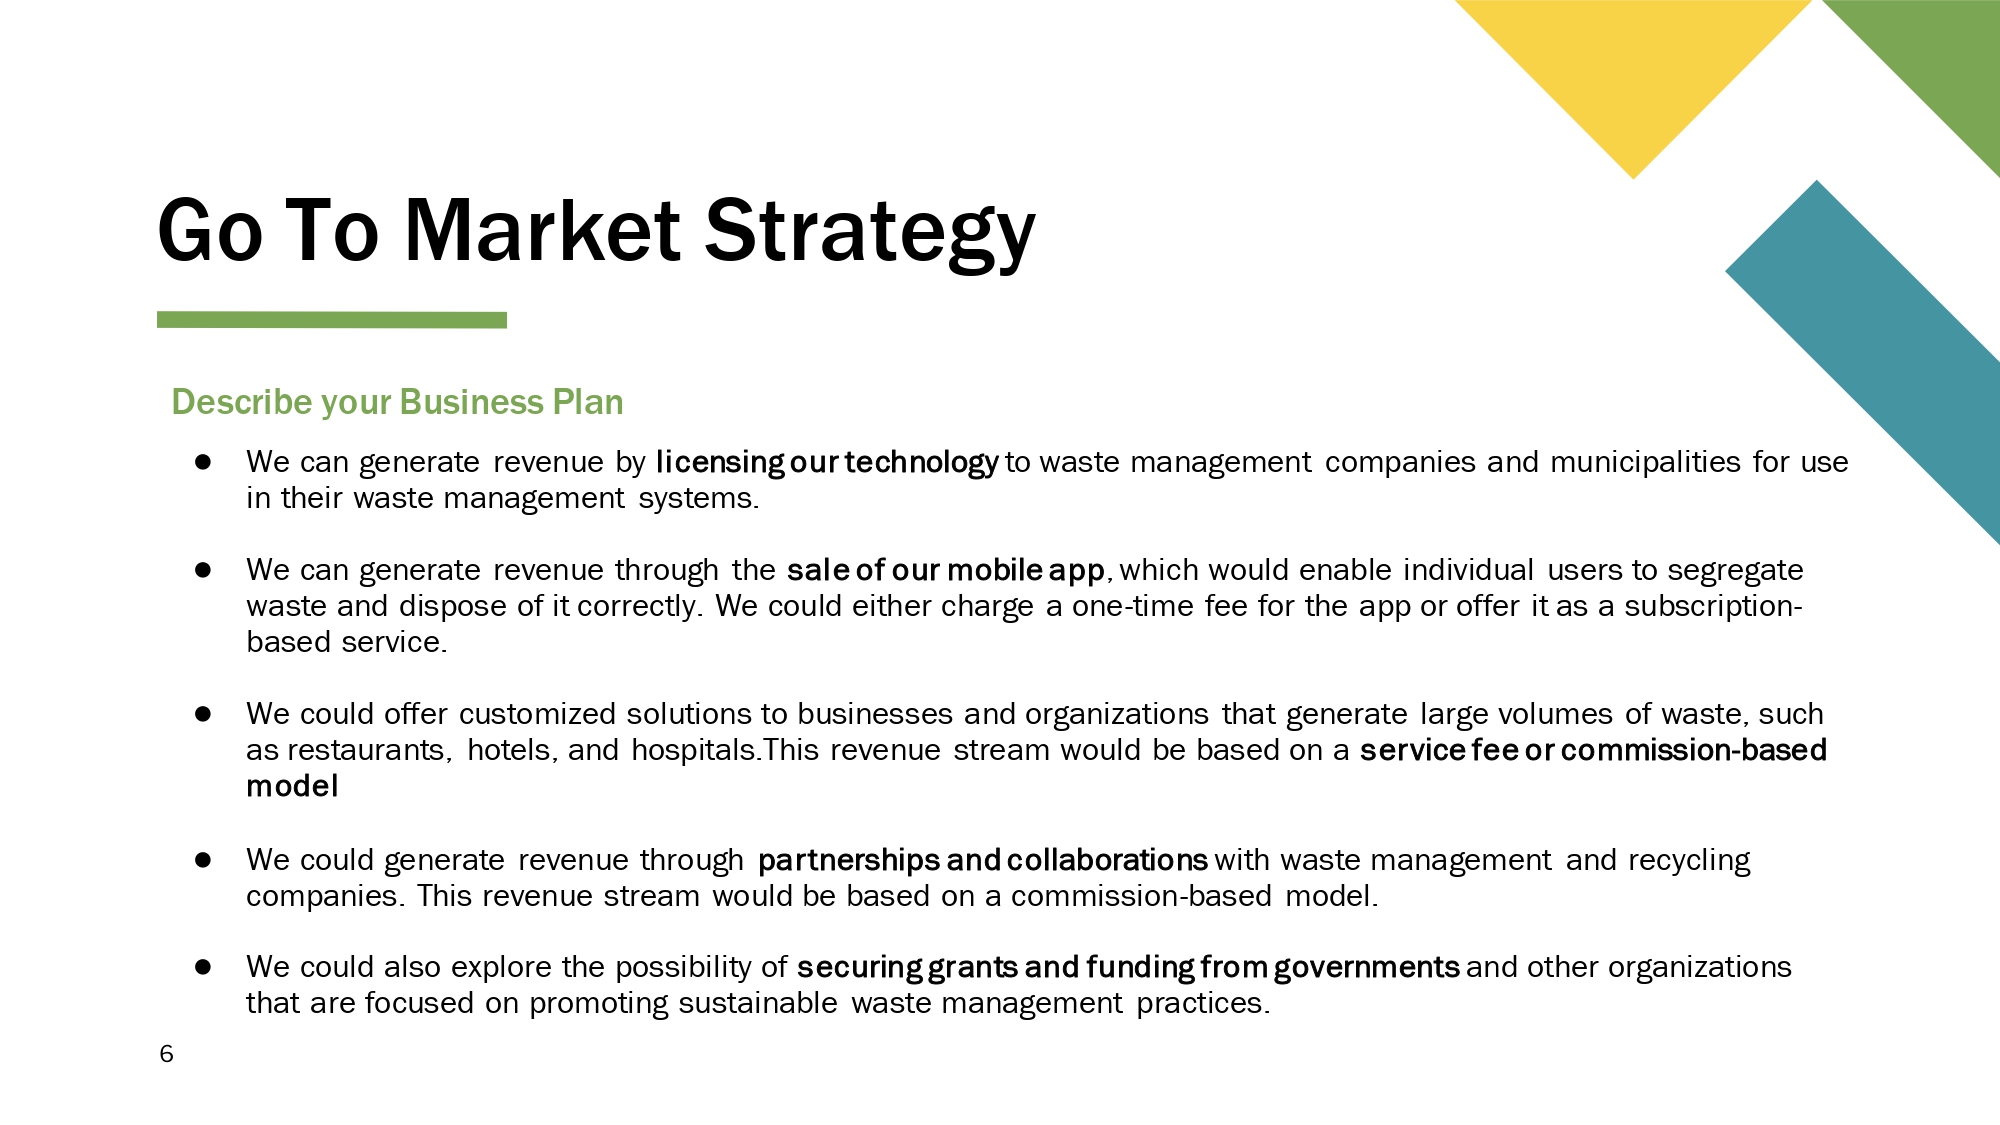 Go To Market Strategy
Describe your Business Plan
● We can generate revenue by licensing our technology to waste management companies and municipalities for use
in their waste management systems.
● We can generate revenue through the sale of our mobile app, which would enable individual users to segregate
waste and dispose of it correctly. We could either charge a one-time fee for the app or offer it as a subscription-
based service.
● We could offer customized solutions to businesses and organizations that generate large volumes of waste, such
as restaurants, hotels, and hospitals.This revenue stream would be based on a service fee or commission-based
model
● We could generate revenue through partnerships and collaborations with waste management and recycling
companies. This revenue stream would be based on a commission-based model.
● We could also explore the possibility of securing grants and funding from governments and other organizations
that are focused on promoting sustainable waste management practices.
6